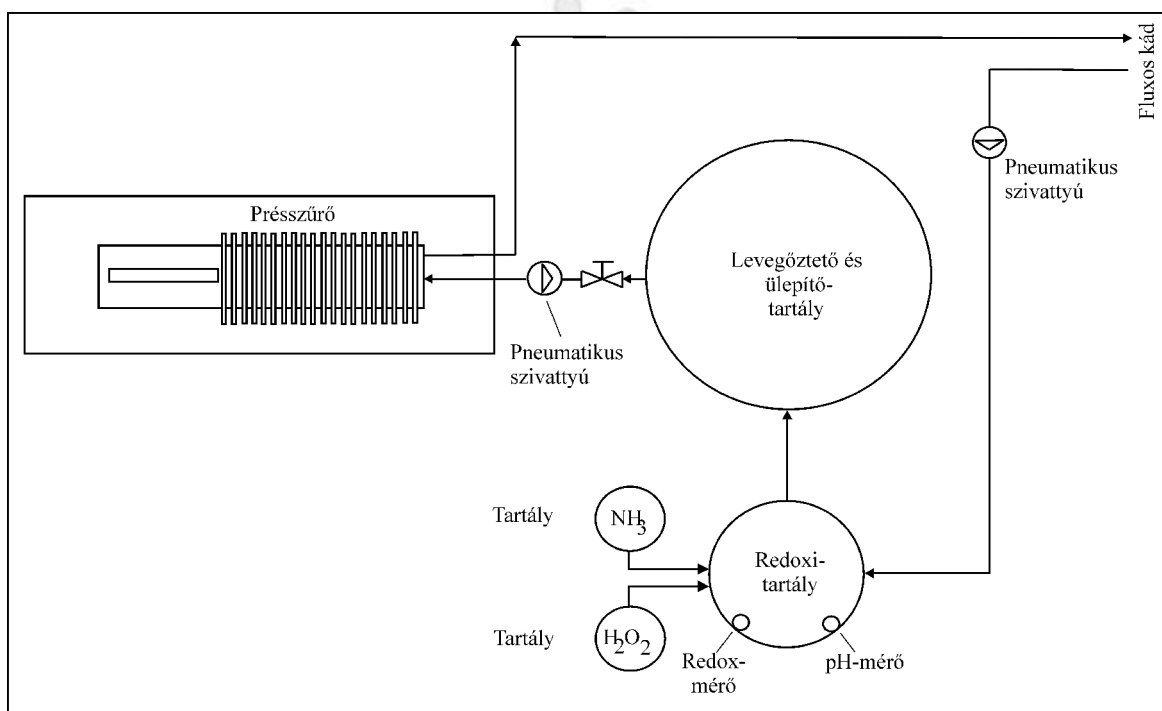 Fluxos kád
Pneumatikus
szivattyú
Présszűrő
Levegőztető és
ülepítő-
tartály
Pneumatikus
szivattyú
Tartály
NH3
Redoxi-
tartály
Tartály
H2O2
Redox-
mérő
pH-mérő